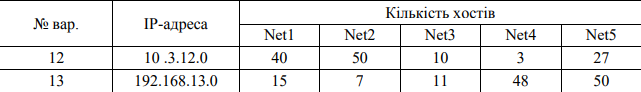 № вар. IP-адреса Кількість хостів
Net1 Net2 Net3 Net4 Net5
12 10 .3.12.0 40 50 10 3 27
13 192.168.13.0 15 7 11 48 50